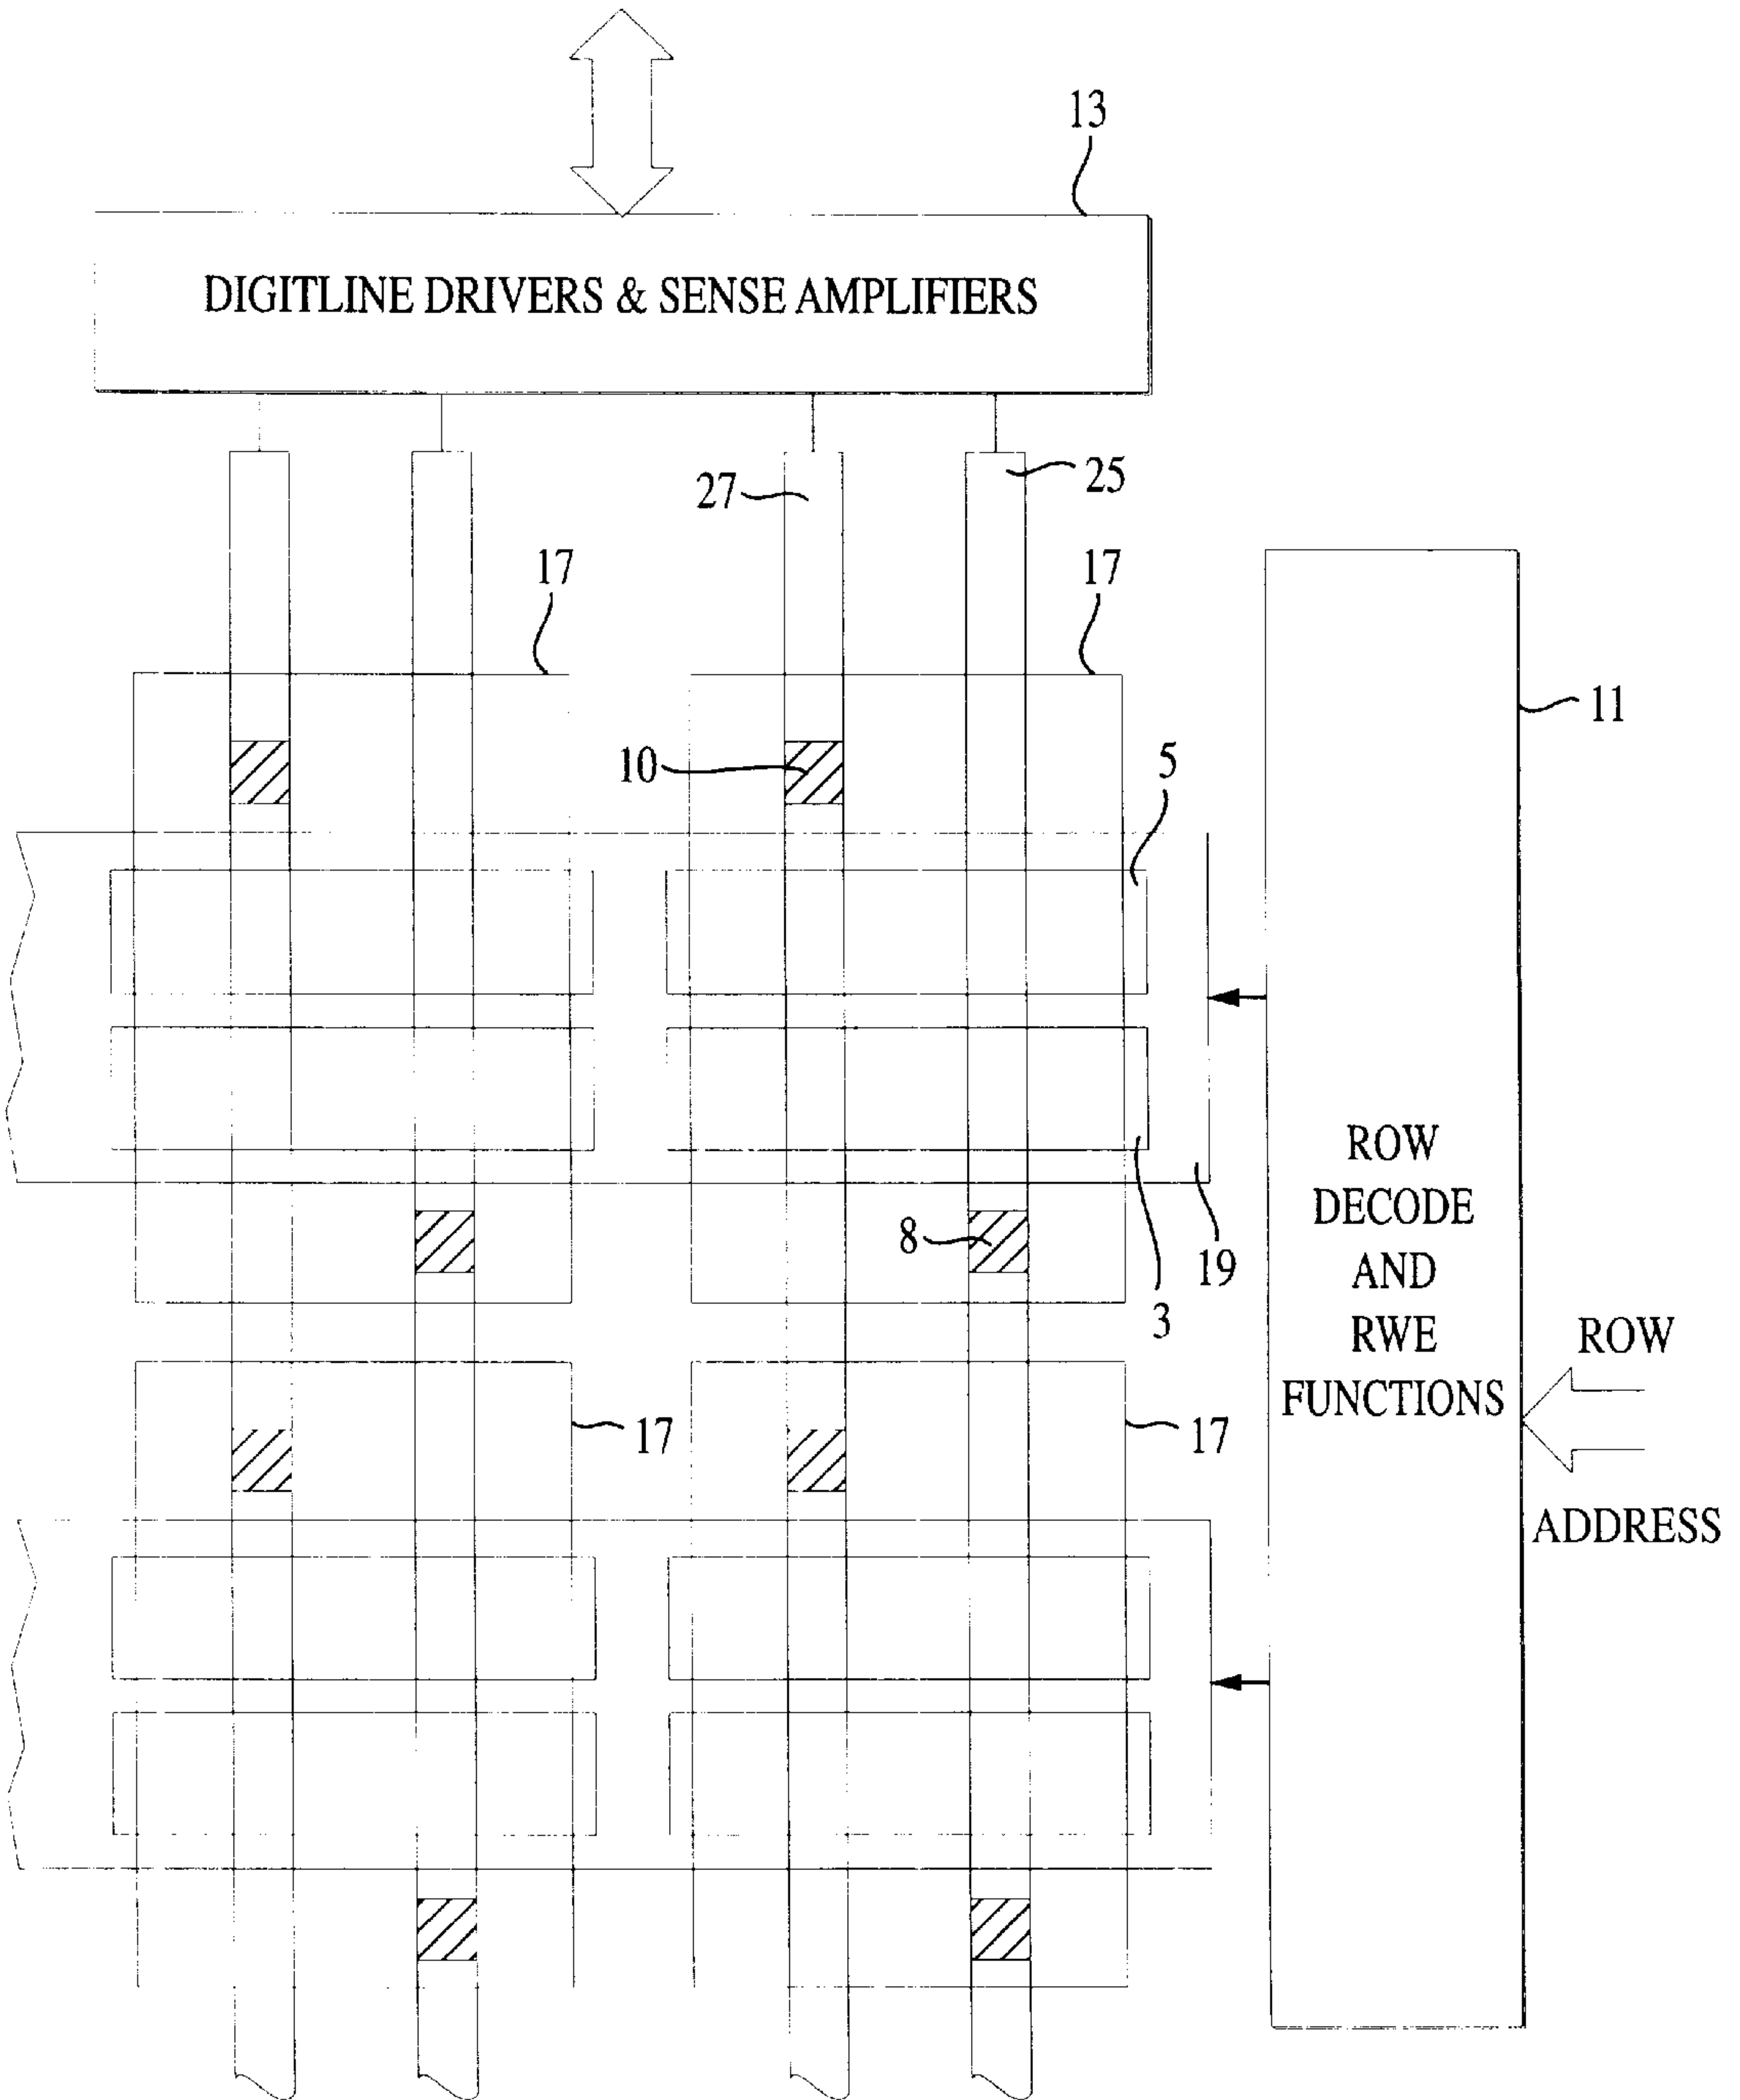 13
DIGITLINE DRIVERS & SENSE AMPLIFIERS
27
25
17
17
11
10
5
ROW
DECODE
AND
RWE
FUNCTIONS
8
19
3
ROW
ADDRESS
17
17